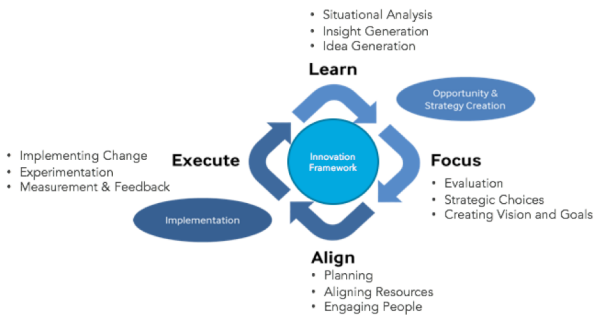 • Situational Analysis
• Insight Generation
• Idea Generation
Learn
Opportunity &
Strategy Creation
Innovation
Framework
Focus
• Evaluation
• Strategic Choices
• Creating Vision and Goals
Execute
• Implementing Change
• Experimentation
• Measurement & Feedback
Implementation
Align
• Planning
• Aligning Resources
• Engaging People